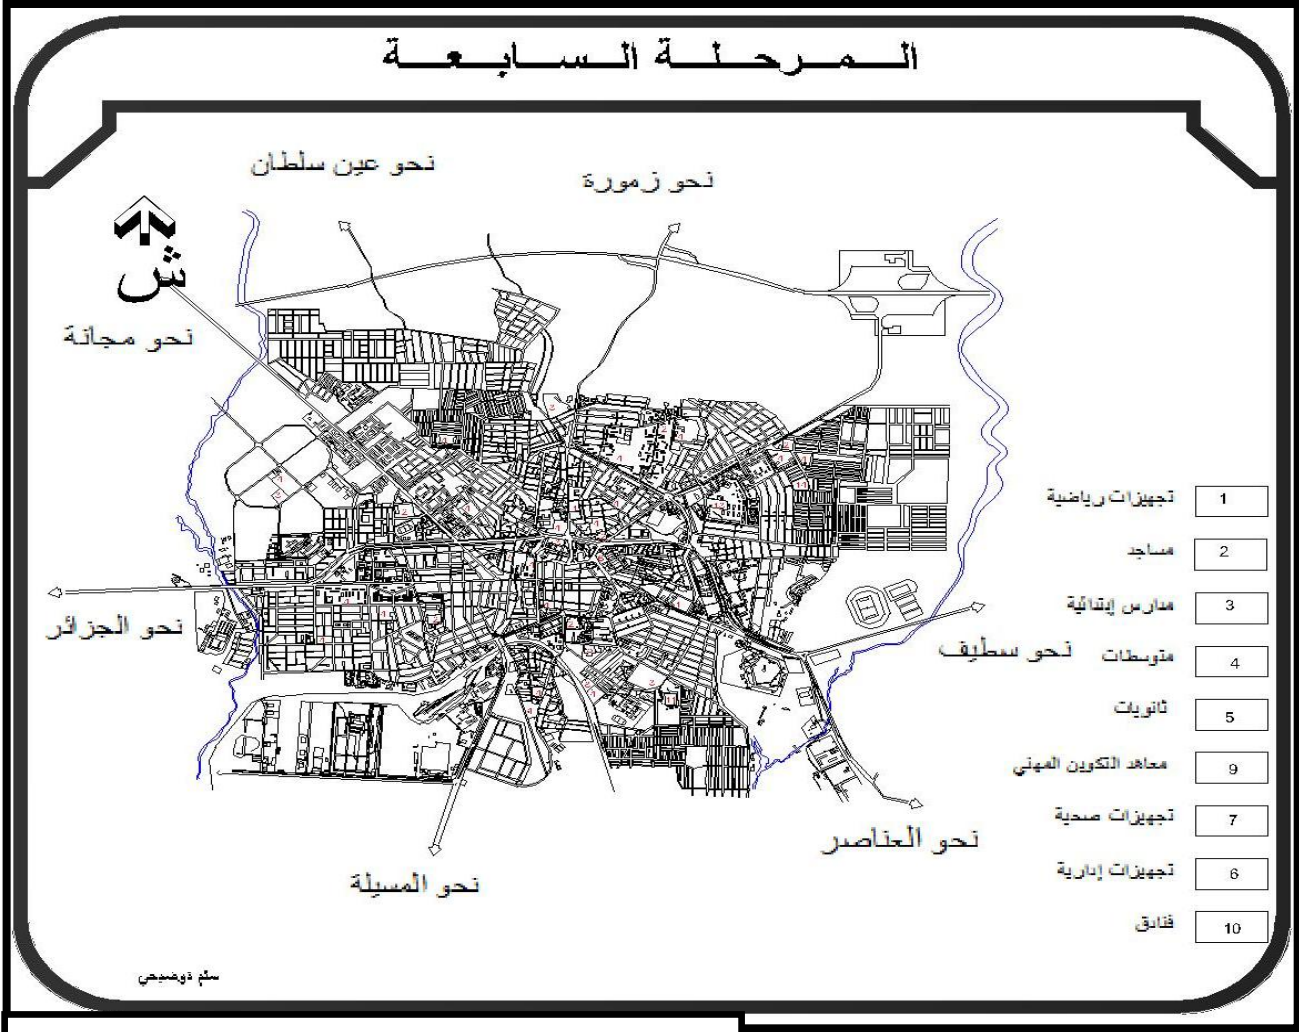 الـــمـــرحـــلـــة الـــســـابـــعـــة
نحو عين سلطان
نحو زمورة
ش
نحو مجانة
نحو الجزائر
نحو سطيف
نحو العناصر
نحو المسيلة
تجهيزات رياضية 1
مساجد 2
مدارس إبتدائية 3
متوسطات 4
ثانويات 5
معاهد التكوين المهني 9
تجهيزات صحية 7
تجهيزات إدارية 6
فنادق 10
سلم توضيحي